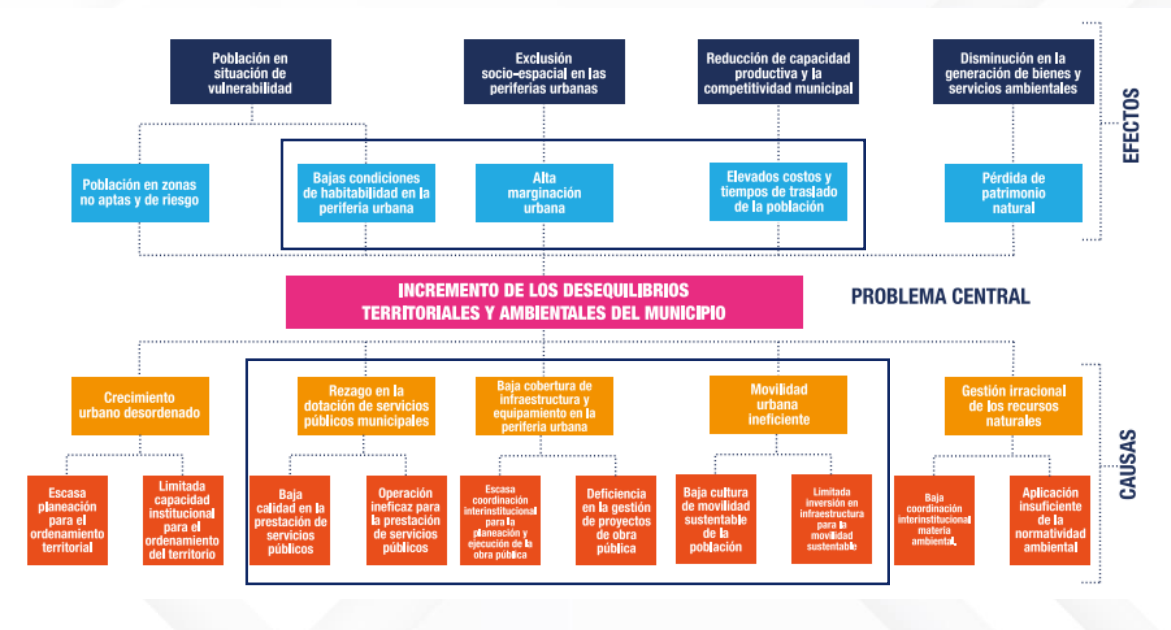 Población en
situación de
vulnerabilidad
Exclusión
socio-espacial en las
periferias urbanas
Reducción de capacidad
productiva y la
competitividad municipal
Disminución en la
generación de bienes y
servicios ambientales
EFECTOS
Población en zonas
no aptas y de riesgo
Bajas condiciones
de habitabilidad en la
periferia urbana
Alta
marginación
urbana
Elevados costos y
tiempos de traslado
de la población
Pérdida de
patrimonio
natural
INCREMENTO DE LOS DESEQUILIBRIOS
TERRITORIALES Y AMBIENTALES DEL MUNICIPIO
PROBLEMA CENTRAL
Crecimiento
urbano desordenado
Rezago en la
dotación de servicios
públicos municipales
Baja cobertura de
infraestructura y
equipamiento en la
periferia urbana
Movilidad
urbana
ineficiente
Gestión irracional
de los recursos
naturales
CAUSAS
Escasa
planeación
para el
ordenamiento
territorial
Limitada
capacidad
institucional
para el
ordenamiento
del territorio
Baja
calidad en la
prestación de
servicios
públicos
Operación
ineficaz para
la prestación
de servicios
públicos
Escasa
coordinación
interinstitucional
para la
planeación y
ejecución de la
obra pública
Deficiencia
en la gestión
de proyectos
de obra
pública
Baja cultura
de movilidad
sustentable
de la
población
Limitada
inversión en
infraestructura
para la
movilidad
sustentable
Baja
coordinación
interinstitucional
materia
ambiental.
Aplicación
insuficiente
de la
normatividad
ambiental